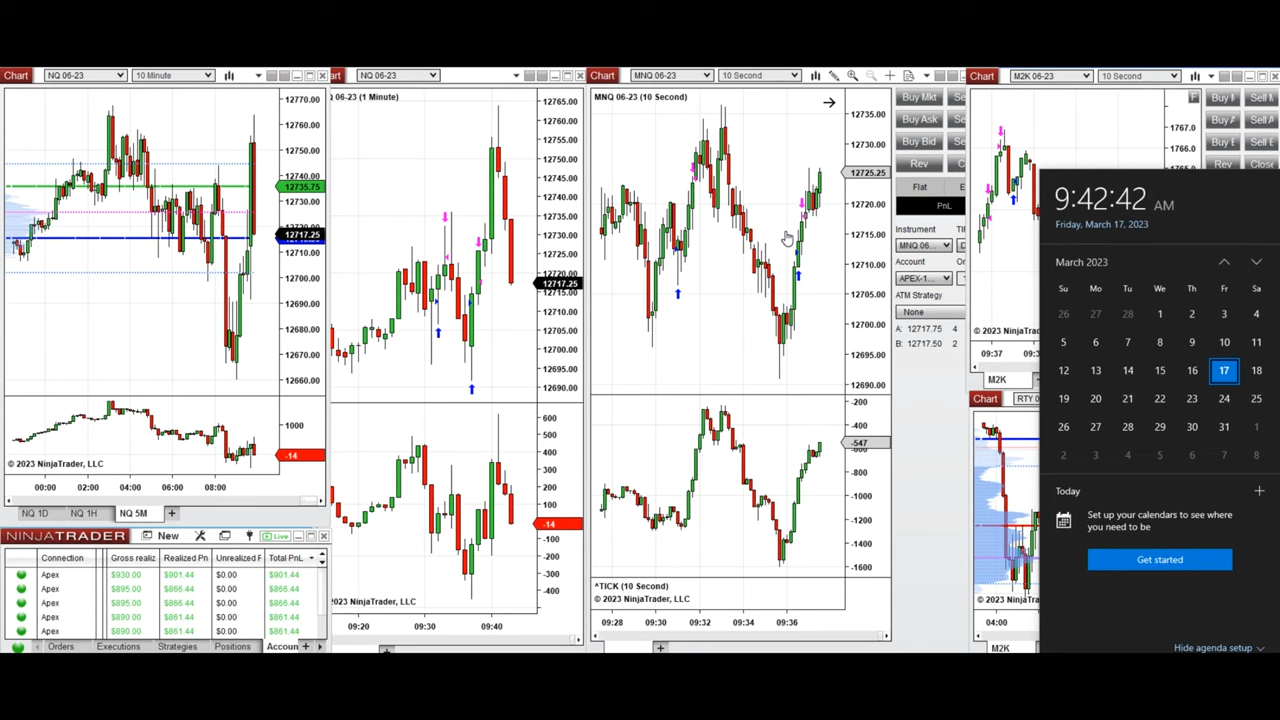 Chart NQ 06-23 10 Minute
12770.00
12760.00
12750.00
12740.00
12735.75
12730.00
12720.00
12717.25
12710.00
12700.00
12690.00
12680.00
12670.00
12660.00
1000
-14
© 2023 NinjaTrader, LLC
00:00 02:00 04:00 06:00 08:00
NQ 1D NQ 1H NQ 5M +
NINJATRADER New Live
Connection Gross realiz Realized Pn Unrealized F Total PnL
Apex $930.00 $901.44 $0.00 $901.44
Apex $895.00 $866.44 $0.00 $866.44
Apex $895.00 $866.44 $0.00 $866.44
Apex $890.00 $861.44 $0.00 $861.44
Apex $890.00 $861.44 $0.00 $861.44
Orders Executions Strategies Positions Accoun +
art NQ 06-23
06-23 (1 Minute)
12765.00
12760.00
12755.00
12750.00
12745.00
12740.00
12735.00
12730.00
12725.00
12720.00
12717.25
12715.00
12710.00
12705.00
12700.00
12695.00
12690.00
600
500
400
300
200
100
-14
-100
-200
-300
-400
2023 NinjaTrader, LLC
09:20 09:30 09:40
Chart MNQ 06-23 10 Second
MNQ 06-23 (10 Second)
12735.00
12730.00
12725.25
12720.00
12715.00
12710.00
12705.00
12700.00
12695.00
12690.00
-200
-400
-547
-600
-800
-1000
-1200
-1400
-1600
^TICK (10 Second)
© 2023 NinjaTrader, LLC
09:28 09:30 09:32 09:34 09:36
Buy Mkt Se
Buy Ask Se
Buy Bid Se
Rev C
Flat E
PnL
Instrument
MNQ 06...
Account
APEX-1...
ATM Strategy
None
A: 12717.75 4
B: 12717.50 2
Chart M2K 06-23 10 Second
F
1767.0
1766.0
1765.0
Buy M Sell M
Buy A Sell A
Buy E Sell E
Rev Close
© 2023 Nin
09:37 09:3
M2K
Chart RTY 0
© 2023 Nin
04:00
M2K
9:42:42 AM
Friday, March 17, 2023
March 2023
Su Mo Tu We Th Fr Sa
26 27 28 1 2 3 4
5 6 7 8 9 10 11
12 13 14 15 16 17 18
19 20 21 22 23 24 25
26 27 28 29 30 31 1
2 3 4 5 6 7 8
Today +
Set up your calendars to see where
you need to be
Get started
Hide agenda setup